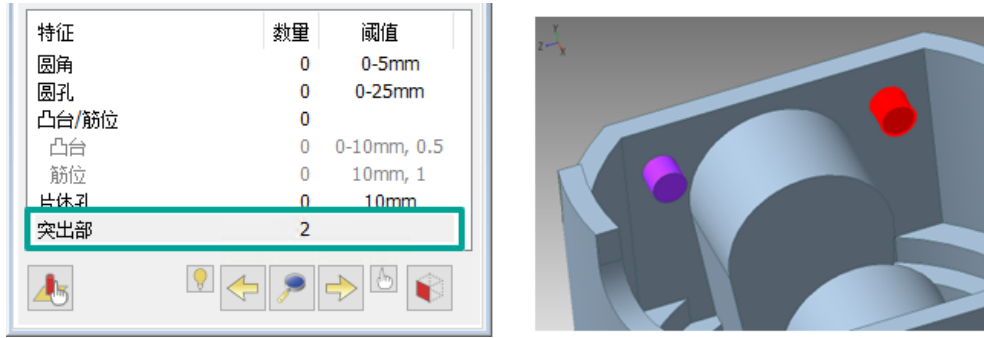 特征 数量 阈值
圆角 0 0-5mm
圆孔 0 0-25mm
凸台/筋位 0
凸台 0 0-10mm, 0.5
筋位 0 10mm, 1
片体孔 0 10mm
突出部 2
Y
Z X